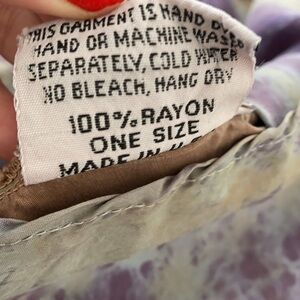 THIS GARMENT IS HAND
HAND OR MACHINE WASH
SEPARATELY, COLD WATER
NO BLEACH, HANG DRY
100% RAYON
ONE SIZE
MADE IN